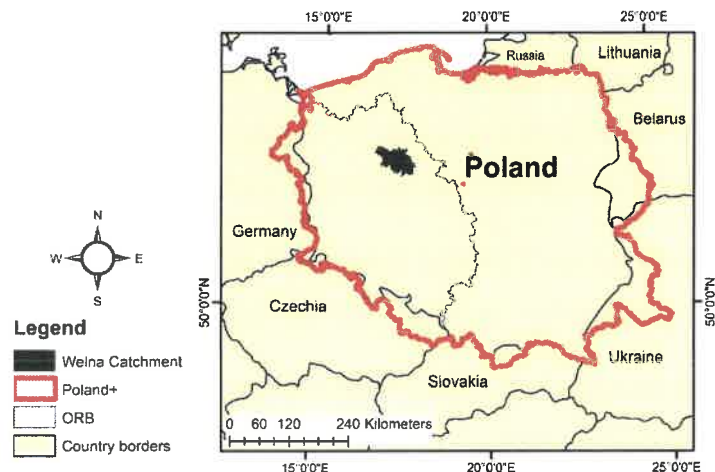 15°0'0"E 20°0'0"E 25°0'0"E
Russia
Lithuania
Belarus
Poland
Germany
Czechia
Slovakia
Ukraine
50°0'0"N
50°0'0"N
N
W E
S
Legend
Welna Catchment
Poland+
ORB
Country borders
0 60 120 240 Kilometers
15°0'0"E 20°0'0"E 25°0'0"E